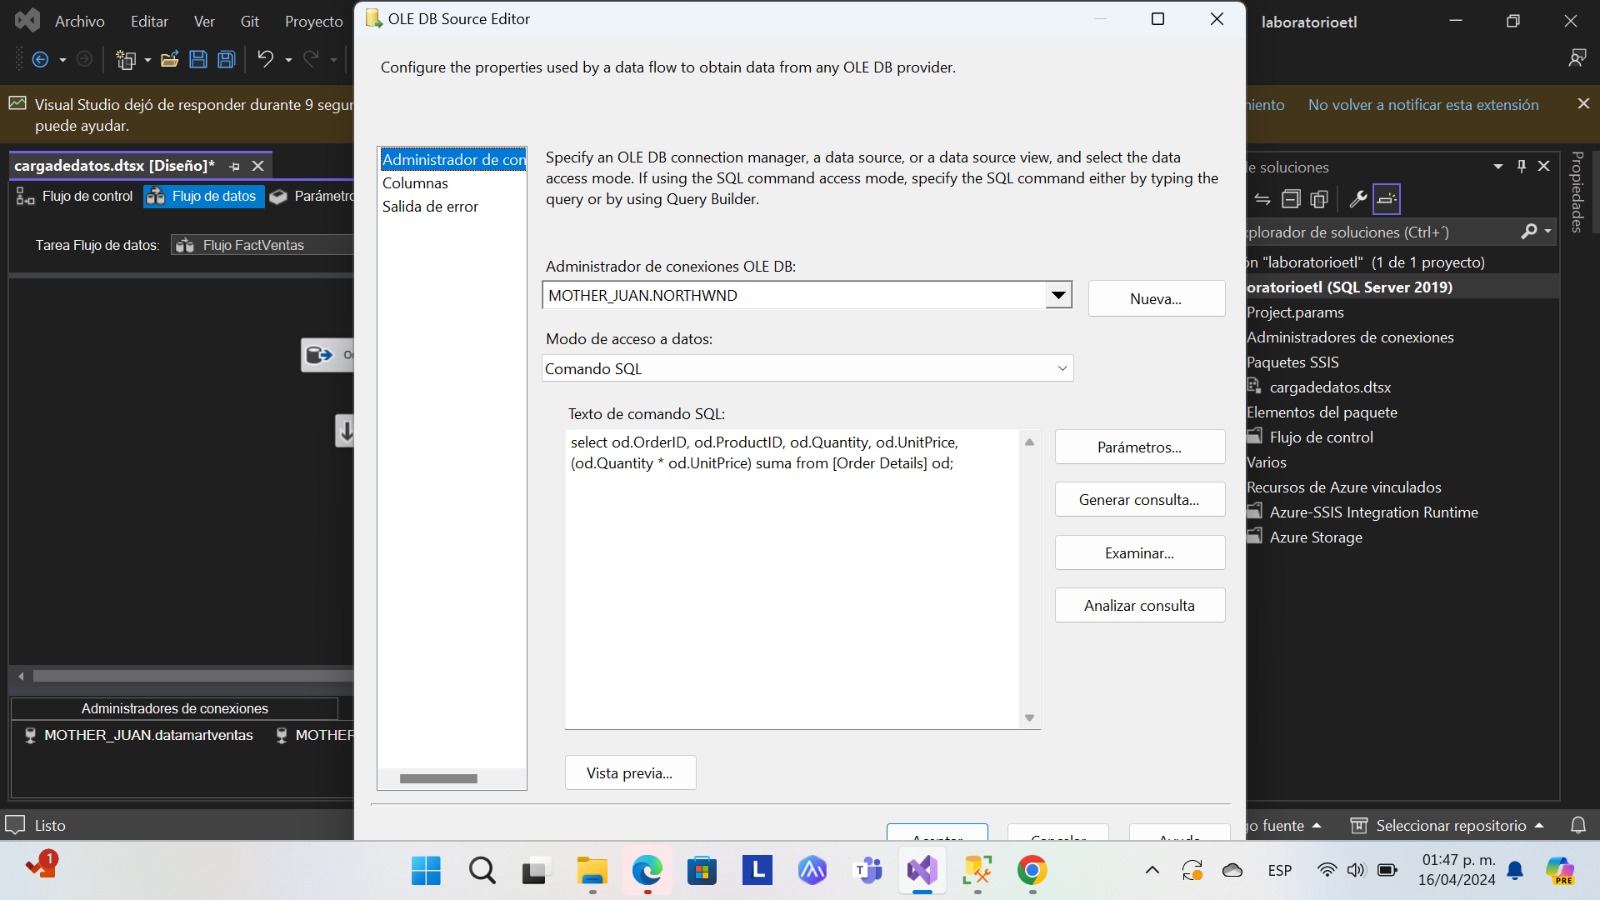 Archivo Editar Ver Git Proyecto
OLE DB Source Editor
laboratorioetl
Configure the properties used by a data flow to obtain data from any OLE DB provider.
Visual Studio dejó de responder durante 9 segur
puede ayudar.
miento No volver a notificar esta extensión
cargadedatos.dtsx [Diseño]*
Flujo de control Flujo de datos Parámetro
Tarea Flujo de datos: Flujo FactVentas
Administrador de con
Columnas
Salida de error
Specify an OLE DB connection manager, a data source, or a data source view, and select the data
access mode. If using the SQL command access mode, specify the SQL command either by typing the
query or by using Query Builder.
Administrador de conexiones OLE DB:
MOTHER_JUAN.NORTHWND
Nueva...
Modo de acceso a datos:
Comando SQL
Texto de comando SQL:
select od.OrderID, od.ProductID, od.Quantity, od.UnitPrice,
(od.Quantity * od.UnitPrice) suma from [Order Details] od;
Parámetros...
Generar consulta...
Examinar...
Analizar consulta
Vista previa...
Aceptar Cancelar Ayuda
e soluciones
Propiedades
xplorador de soluciones (Ctrl+´)
ón "laboratorioetl" (1 de 1 proyecto)
oratorioetl (SQL Server 2019)
Project.params
Administradores de conexiones
Paquetes SSIS
cargadedatos.dtsx
Elementos del paquete
Flujo de control
Varios
Recursos de Azure vinculados
Azure-SSIS Integration Runtime
Azure Storage
Administradores de conexiones
MOTHER_JUAN.datamartventas MOTHER
Listo
go fuente Seleccionar repositorio
1
L
ESP
01:47 p. m.
16/04/2024
PRE